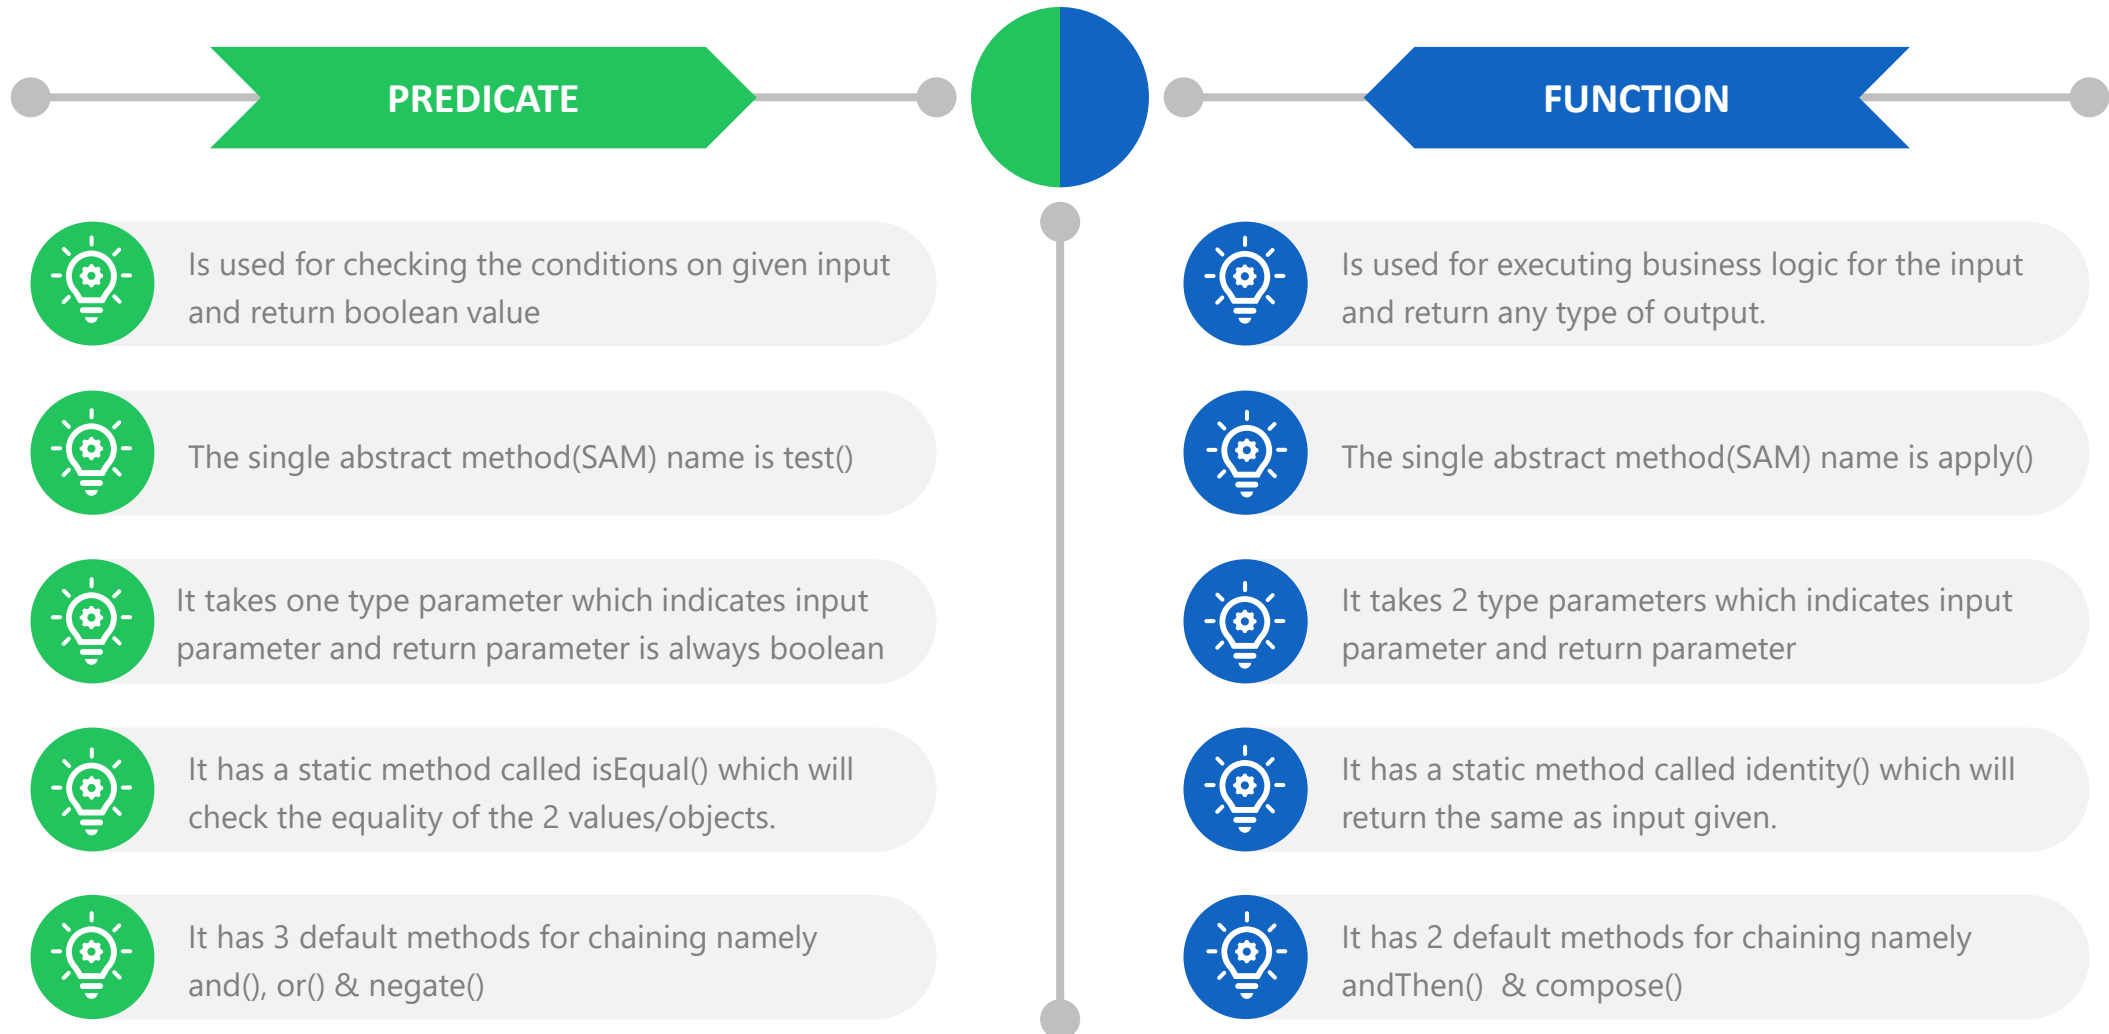 PREDICATE
Is used for checking the conditions on given input
and return boolean value
The single abstract method(SAM) name is test()
It takes one type parameter which indicates input
parameter and return parameter is always boolean
It has a static method called isEqual() which will
check the equality of the 2 values/objects.
It has 3 default methods for chaining namely
and(), or() & negate()
FUNCTION
Is used for executing business logic for the input
and return any type of output.
The single abstract method(SAM) name is apply()
It takes 2 type parameters which indicates input
parameter and return parameter
It has a static method called identity() which will
return the same as input given.
It has 2 default methods for chaining namely
andThen()  & compose()